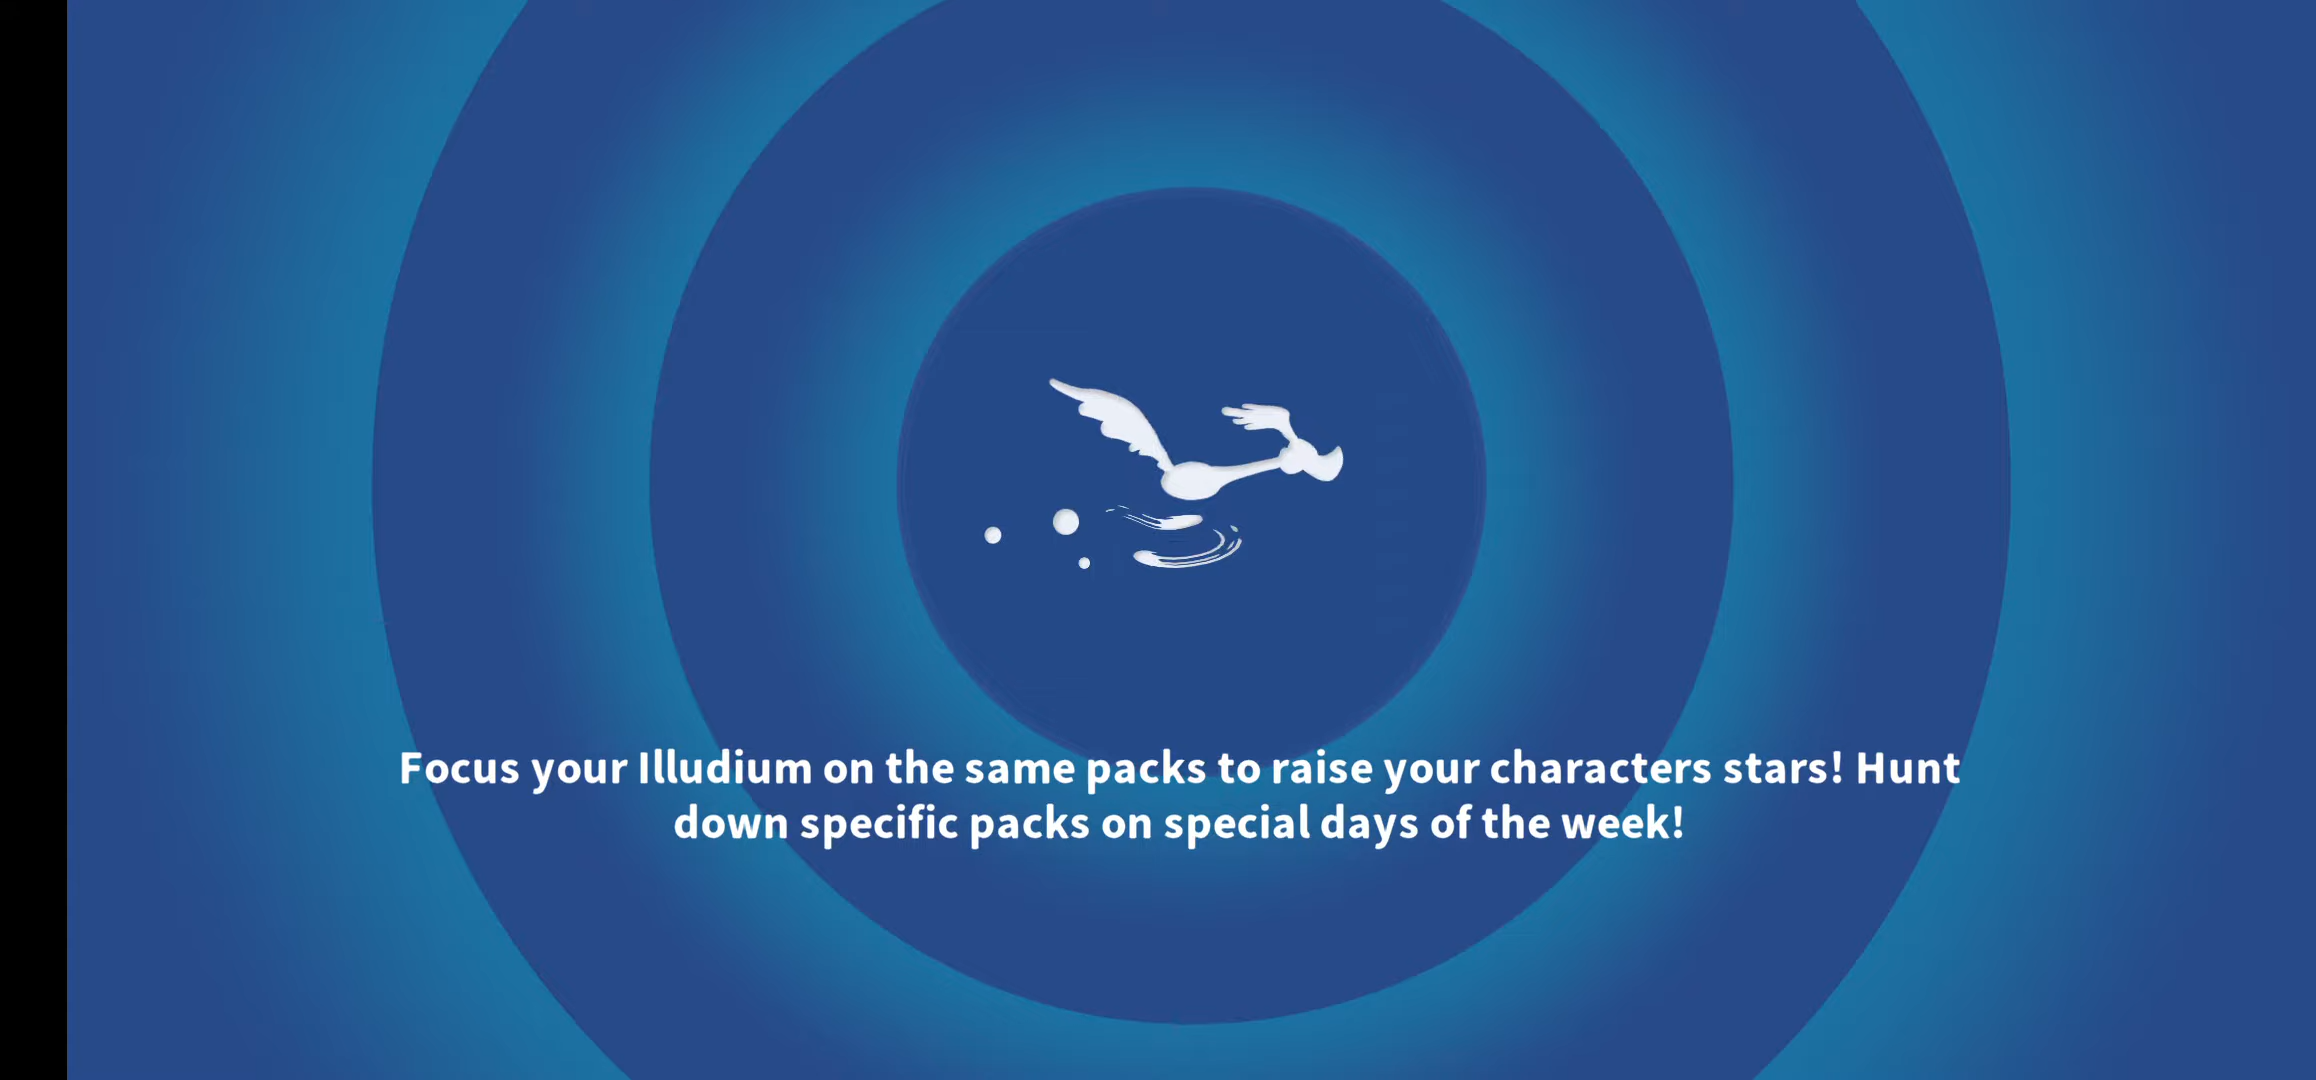 Focus your Illudium on the same packs to raise your characters stars! Hunt
down specific packs on special days of the week!